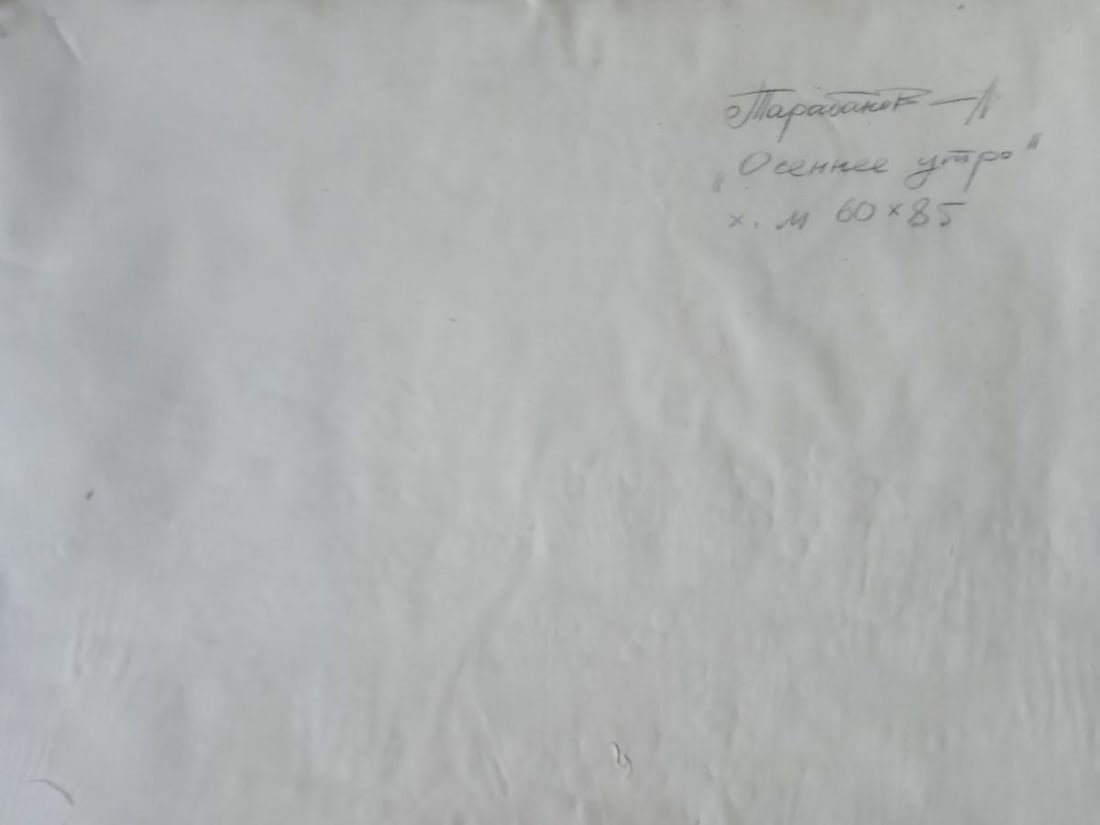 Тарабанов — Л
„Осеннее утро"
х. м 60×85